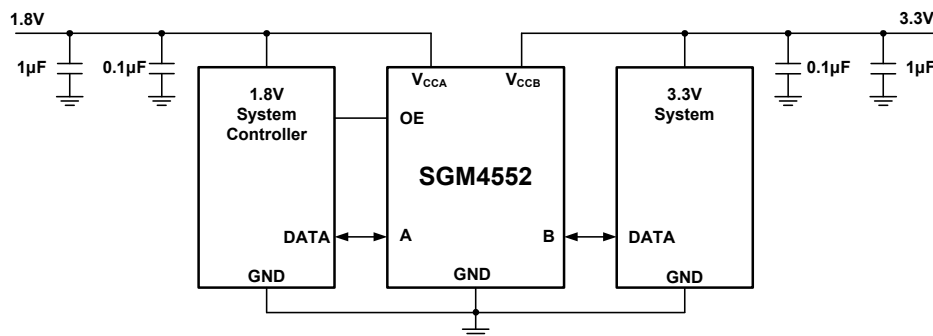 1.8V
3.3V
1µF
0.1µF
0.1µF
1µF
VCCA
VCCB
1.8V
System
Controller
OE
3.3V
System
SGM4552
DATA
A
B
DATA
GND
GND
GND